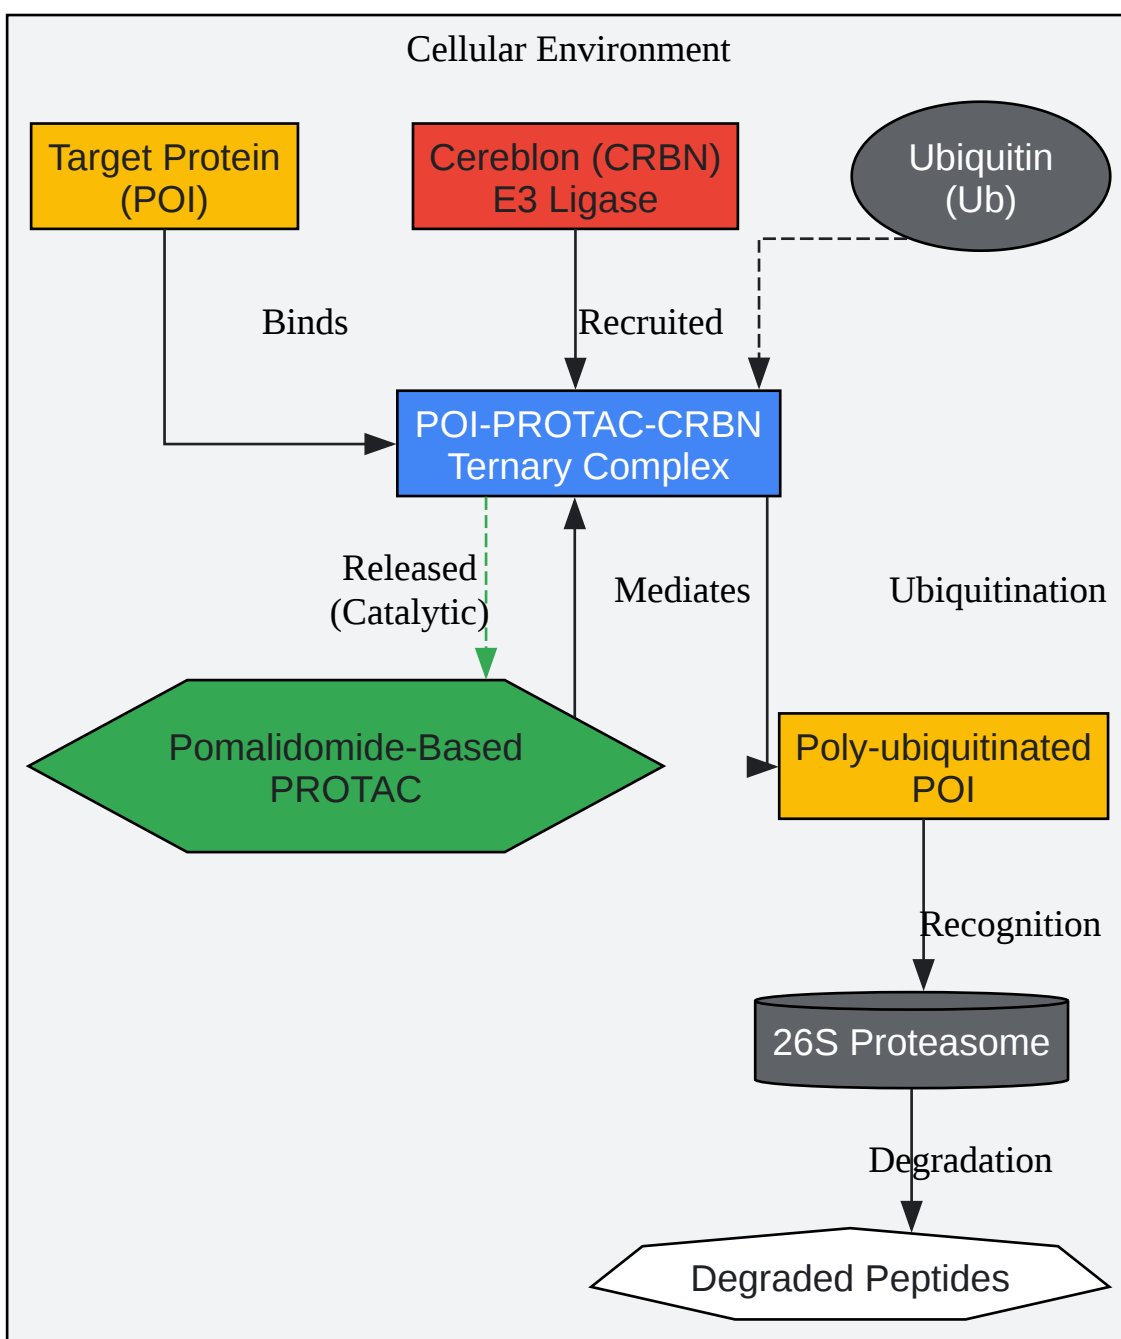 Cellular Environment
Target Protein
(POI)
Cereblon (CRBN)
E3 Ligase
Ubiquitin
(Ub)
Binds
Recruited
POI-PROTAC-CRBN
Ternary Complex
Released
(Catalytic)
Mediates
Ubiquitination
Pomalidomide-Based
PROTAC
Poly-ubiquitinated
POI
Recognition
26S Proteasome
Degradation
Degraded Peptides